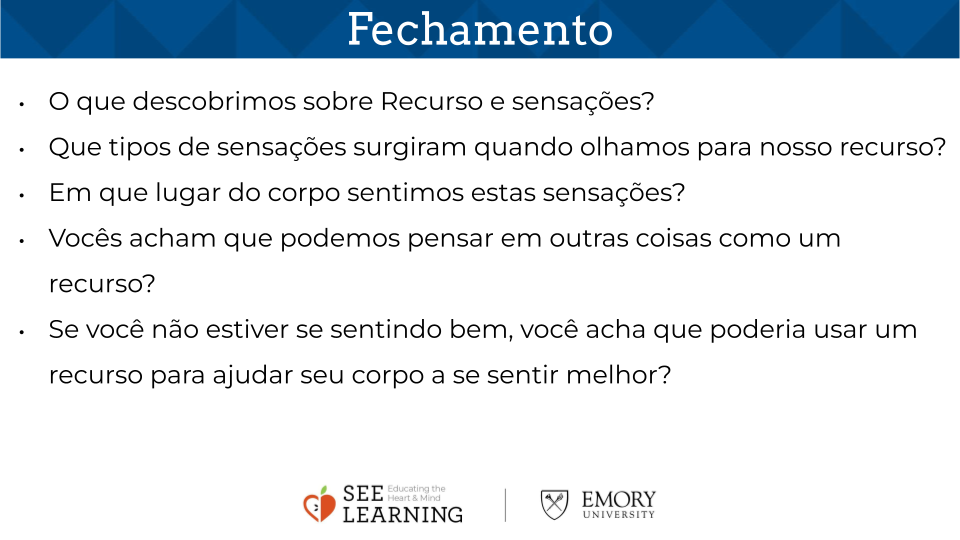 Fechamento
• O que descobrimos sobre Recurso e sensações?
• Que tipos de sensações surgiram quando olhamos para nosso recurso?
• Em que lugar do corpo sentimos estas sensações?
• Vocês acham que podemos pensar em outras coisas como um
recurso?
• Se você não estiver se sentindo bem, você acha que poderia usar um
recurso para ajudar seu corpo a se sentir melhor?
SEE Educating the
Heart & Mind
LEARNING
EMORY
UNIVERSITY